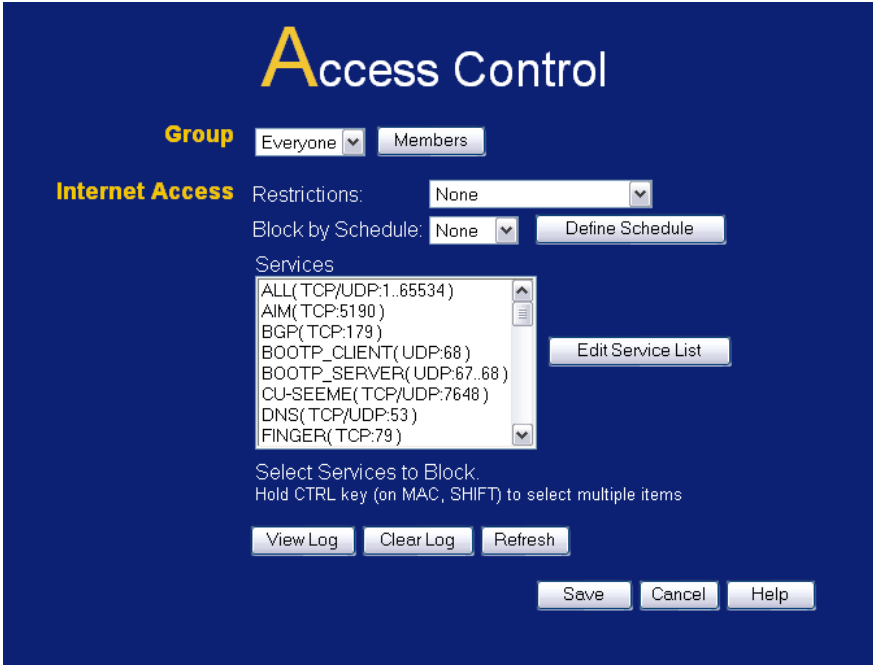 Access Control
Group Everyone Members
Internet Access Restrictions: None
Block by Schedule: None Define Schedule
Services
ALL(TCP/UDP:1..65534)
AIM(TCP:5190)
BGP(TCP:179)
BOOTP_CLIENT(UDP:68)
BOOTP_SERVER(UDP:67..68)
CU-SEEME(TCP/UDP:7648)
DNS(TCP/UDP:53)
FINGER(TCP:79)
Edit Service List
Select Services to Block.
Hold CTRL key (on MAC, SHIFT) to select multiple items
View Log Clear Log Refresh
Save Cancel Help